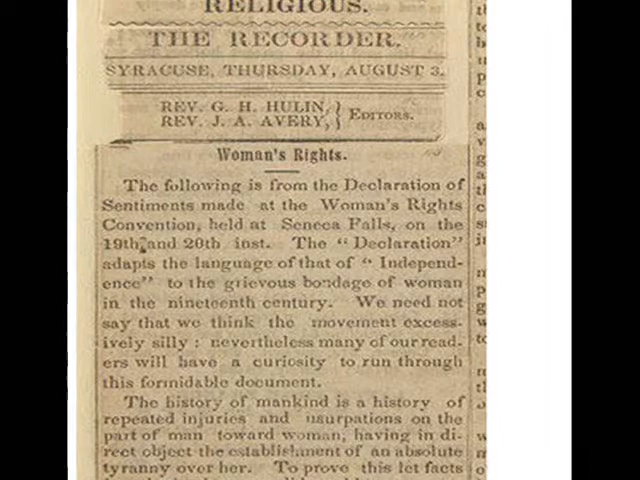 RELIGIOUS.
THE RECORDER.
SYRACUSE, THURSDAY, AUGUST 3.
REV. G. H. HULIN, } EDITORS.
REV. J. A. AVERY,
Woman's Rights.
The following is from the Declaration of
Sentiments made at the Woman's Rights
Convention, held at Seneca Falls, on the
19th and 20th inst. The "Declaration"
adapts the language of that of "Independ-
ence" to the grievous bondage of woman
in the nineteenth century. We need not
say that we think the movement excess-
ively silly: nevertheless many of our read-
ers will have a curiosity to run through
this formidable document.
The history of mankind is a history of
repeated injuries and usurpations on the
part of man toward woman, having in di-
rect object the establishment of an absolute
tyranny over her. To prove this let facts